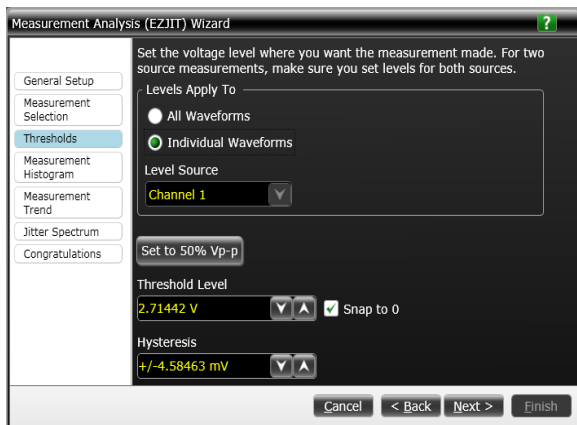 Measurement Analysis (EZJIT) Wizard
?
General Setup
Measurement
Selection
Thresholds
Measurement
Histogram
Measurement
Trend
Jitter Spectrum
Congratulations
Set the voltage level where you want the measurement made. For two
source measurements, make sure you set levels for both sources.
Levels Apply To
All Waveforms
Individual Waveforms
Level Source
Channel 1
Set to 50% Vp-p
Threshold Level
2.71442 V
Snap to 0
Hysteresis
+/-4.58463 mV
Cancel
< Back
Next >
Finish